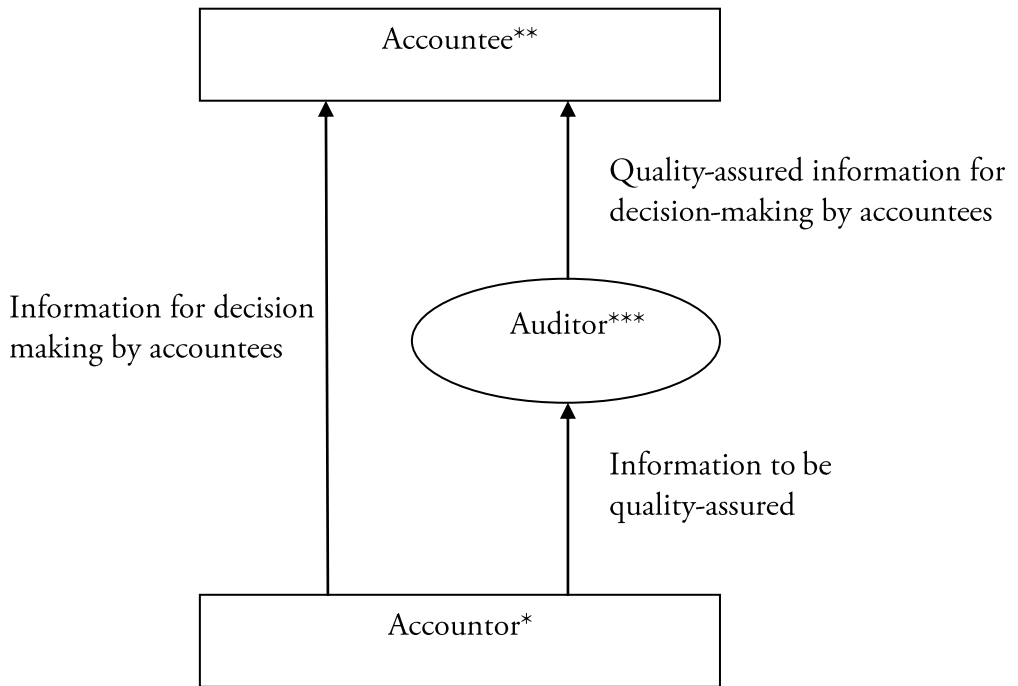 Accountee**
Quality-assured information for
decision-making by accountees
Information for decision
making by accountees
Auditor***
Information to be
quality-assured
Accountor*